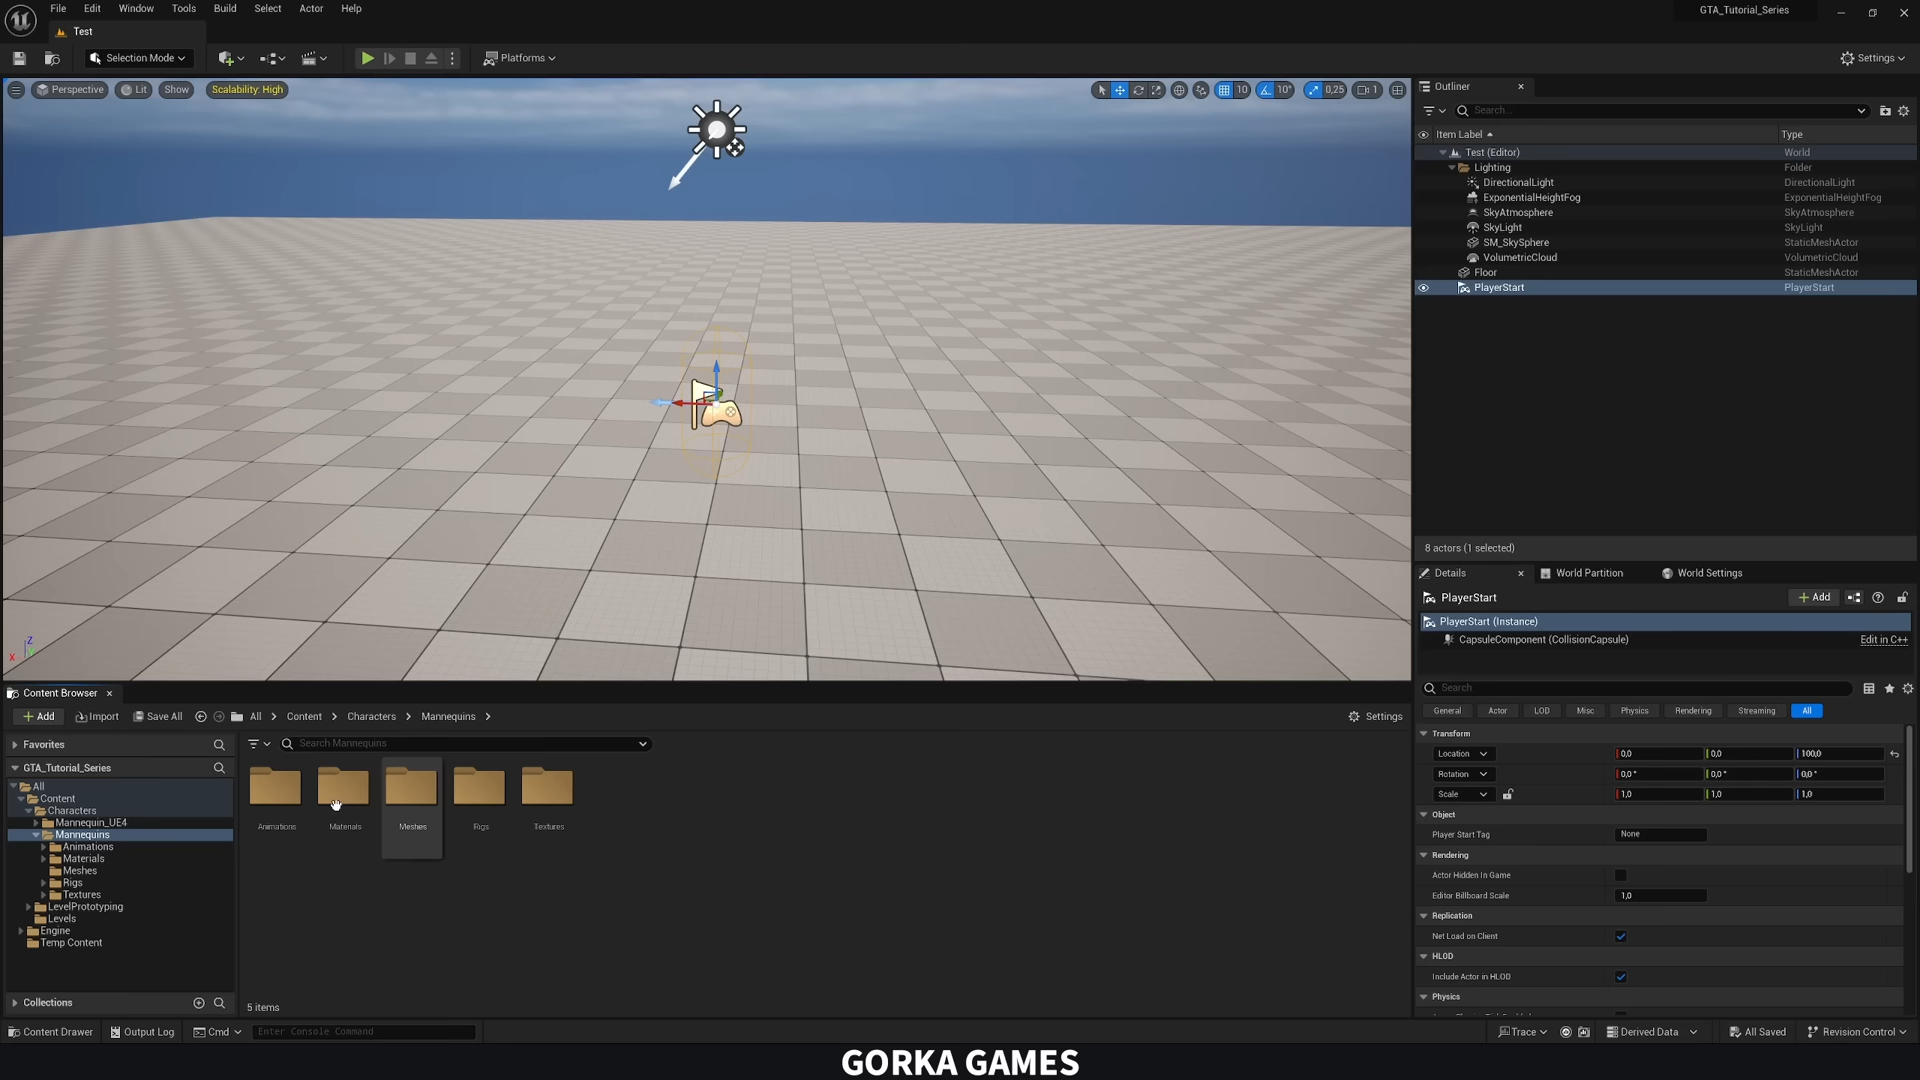 File Edit Window Tools Build Select Actor Help
GTA_Tutorial_Series
Test
Selection Mode
Platforms
Settings
Perspective Lit Show Scalability: High
10 10° 0,25 1
Outliner
Search...
Item Label Type
Test (Editor) World
Lighting Folder
DirectionalLight DirectionalLight
ExponentialHeightFog ExponentialHeightFog
SkyAtmosphere SkyAtmosphere
SkyLight SkyLight
SM_SkySphere StaticMeshActor
VolumetricCloud VolumetricCloud
Floor StaticMeshActor
PlayerStart PlayerStart
8 actors (1 selected)
Details World Partition World Settings
PlayerStart
+ Add
PlayerStart (Instance)
CapsuleComponent (CollisionCapsule) Edit in C++
Search
General Actor LOD Misc Physics Rendering Streaming All
Transform
Location 0,0 0,0 100,0
Rotation 0,0 ° 0,0 ° 0,0 °
Scale 1,0 1,0 1,0
Object
Player Start Tag None
Rendering
Actor Hidden In Game
Editor Billboard Scale 1,0
Replication
Net Load on Client
HLOD
Include Actor in HLOD
Physics
Z
X
Content Browser
+ Add Import Save All All > Content > Characters > Mannequins > Settings
Favorites
GTA_Tutorial_Series
All
Content
Characters
Mannequin_UE4
Mannequins
Animations
Materials
Meshes
Rigs
Textures
LevelPrototyping
Levels
Engine
Temp Content
Collections
Search Mannequins
Animations Materials Meshes Rigs Textures
5 items
Content Drawer Output Log Cmd Enter Console Command
Trace Derived Data All Saved Revision Control
GORKA GAMES